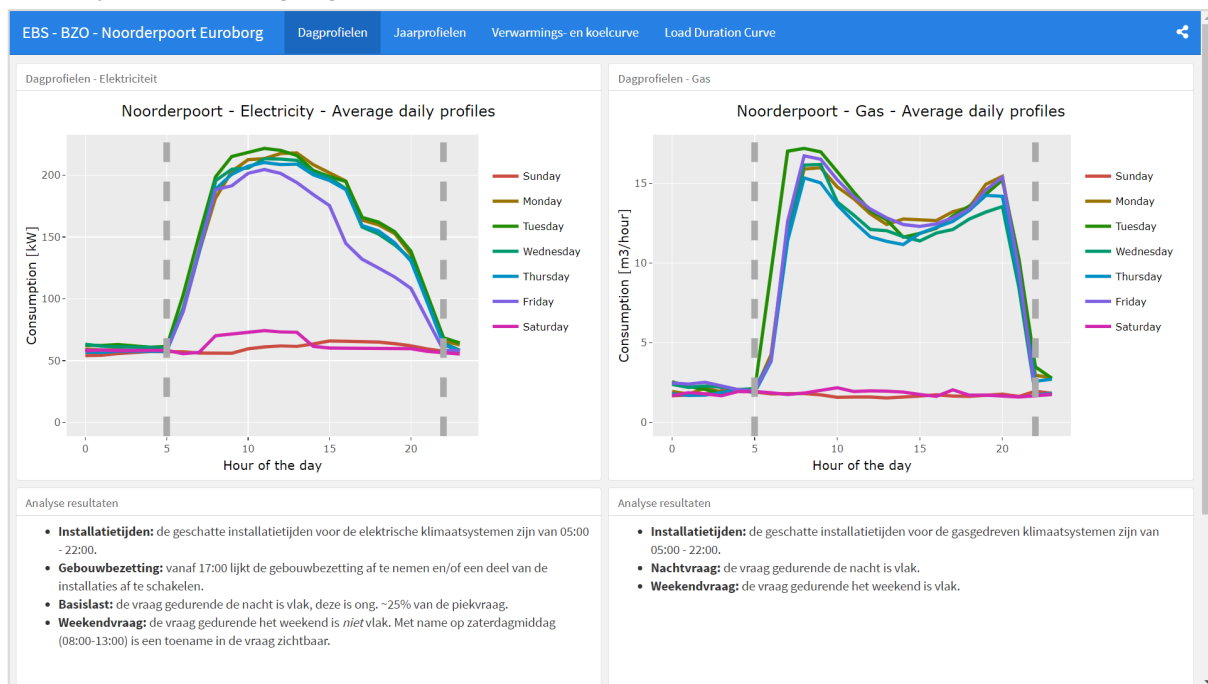 EBS - BZO - Noorderpoort Euroborg
Dagprofielen
Jaarprofielen
Verwarmings- en koelcurve
Load Duration Curve
Dagprofielen - Elektriciteit
Noorderpoort - Electricity - Average daily profiles
Consumption [kW]
200
150
100
50
0
0
5
10
15
20
Hour of the day
Sunday
Monday
Tuesday
Wednesday
Thursday
Friday
Saturday
Dagprofielen - Gas
Noorderpoort - Gas - Average daily profiles
Consumption [m3/hour]
15
10
5
0
0
5
10
15
20
Hour of the day
Sunday
Monday
Tuesday
Wednesday
Thursday
Friday
Saturday
Analyse resultaten
• Installatietijden: de geschatte installatietijden voor de elektrische klimaatsystemen zijn van 05:00
- 22:00.
• Gebouwbezetting: vanaf 17:00 lijkt de gebouwbezetting af te nemen en/of een deel van de
installaties af te schakelen.
• Basislast: de vraag gedurende de nacht is vlak, deze is ong. ~25% van de piekvraag.
• Weekendvraag: de vraag gedurende het weekend is niet vlak. Met name op zaterdagmiddag
(08:00-13:00) is een toename in de vraag zichtbaar.
Analyse resultaten
• Installatietijden: de geschatte installatietijden voor de gasgedreven klimaatsystemen zijn van
05:00 - 22:00.
• Nachtvraag: de vraag gedurende de nacht is vlak.
• Weekendvraag: de vraag gedurende het weekend is vlak.